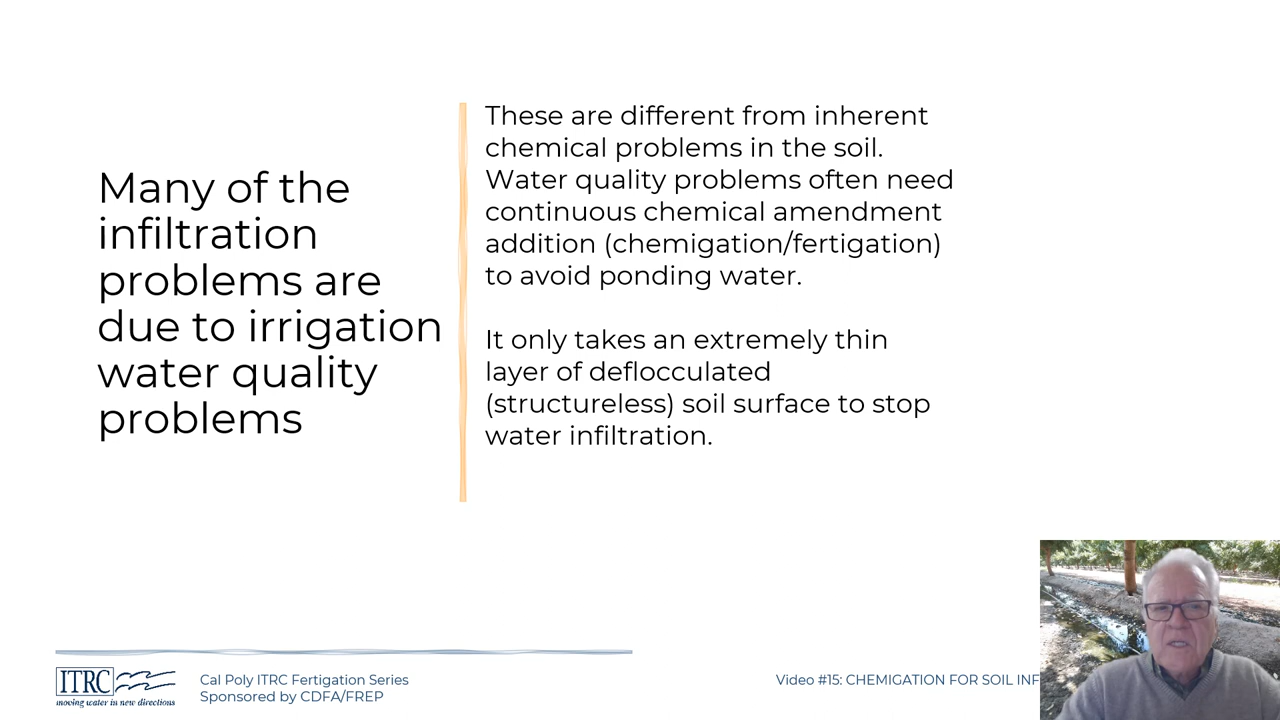 Many of the
infiltration
problems are
due to irrigation
water quality
problems
These are different from inherent
chemical problems in the soil.
Water quality problems often need
continuous chemical amendment
addition (chemigation/fertigation)
to avoid ponding water.
It only takes an extremely thin
layer of deflocculated
(structureless) soil surface to stop
water infiltration.
ITRC
moving water in new directions
Cal Poly ITRC Fertigation Series
Sponsored by CDFA/FREP
Video #15: CHEMIGATION FOR SOIL INF